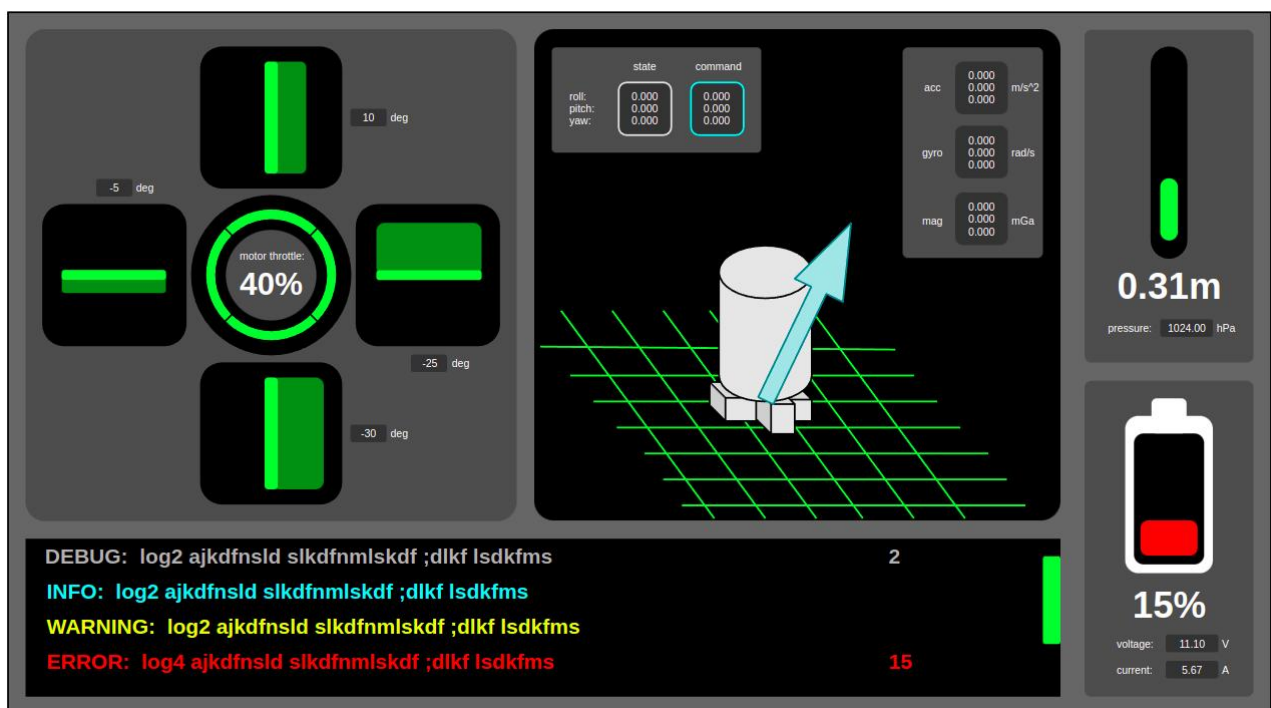 10 deg
-5 deg
motor throttle:
40%
-25 deg
-30 deg
state command
roll: 0.000 0.000
pitch: 0.000 0.000
yaw: 0.000 0.000
0.000
acc 0.000 m/s^2
0.000
0.000
gyro 0.000 rad/s
0.000
0.000
mag 0.000 mGa
0.000
0.31m
pressure: 1024.00 hPa
15%
voltage: 11.10 V
current: 5.67 A
DEBUG: log2 ajkdfnsld slkdfnmlskdf ;dlkf lsdkfms 2
INFO: log2 ajkdfnsld slkdfnmlskdf ;dlkf lsdkfms
WARNING: log2 ajkdfnsld slkdfnmlskdf ;dlkf lsdkfms
ERROR: log4 ajkdfnsld slkdfnmlskdf ;dlkf lsdkfms 15